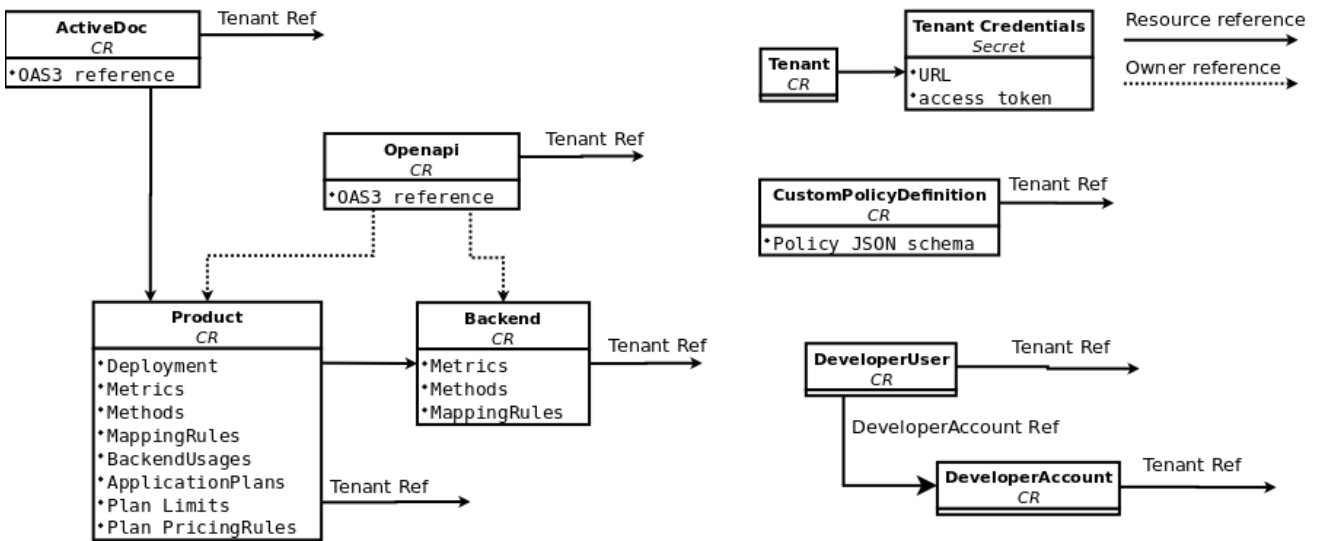 ActiveDoc
CR
OAS3 reference
Tenant Ref
Openapi
CR
OAS3 reference
Tenant Ref
Product
CR
Deployment
Metrics
Methods
MappingRules
BackendUsages
ApplicationPlans
Plan Limits
Plan PricingRules
Tenant Ref
Backend
CR
Metrics
Methods
MappingRules
Tenant Ref
Tenant
CR
Tenant Credentials
Secret
URL
access token
Resource reference
Owner reference
CustomPolicyDefinition
CR
Policy JSON schema
Tenant Ref
DeveloperUser
CR
Tenant Ref
DeveloperAccount Ref
DeveloperAccount
CR
Tenant Ref